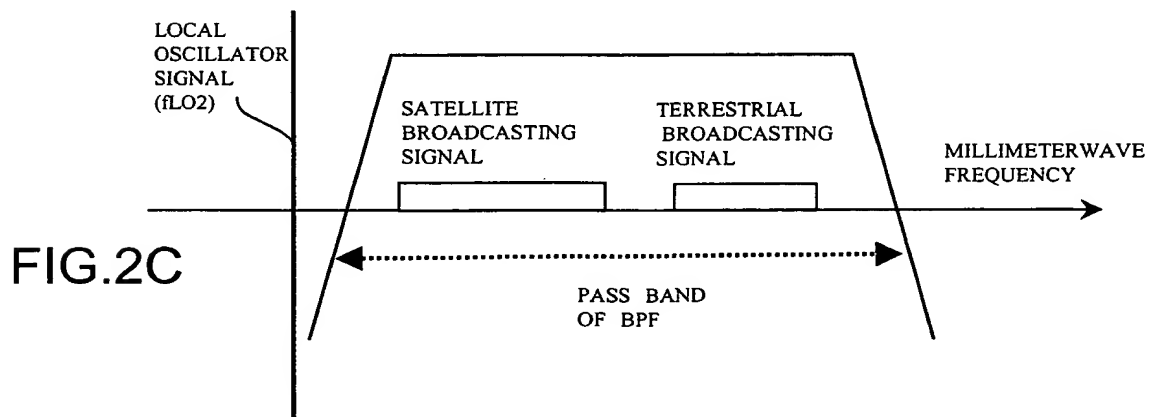 LOCAL
OSCILLATOR
SIGNAL
(fLO2)
SATELLITE
BROADCASTING
SIGNAL
TERRESTRIAL
BROADCASTING
SIGNAL
MILLIMETERWAVE
FREQUENCY
FIG.2C
PASS BAND
OF BPF